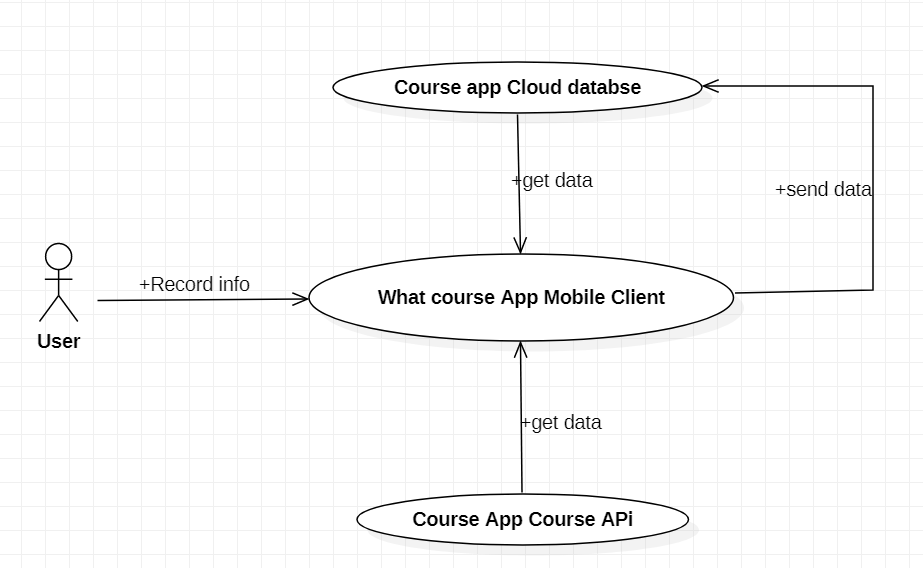 Course app Cloud databse
+get data
+send data
+Record info
What course App Mobile Client
User
+get data
Course App Course APi